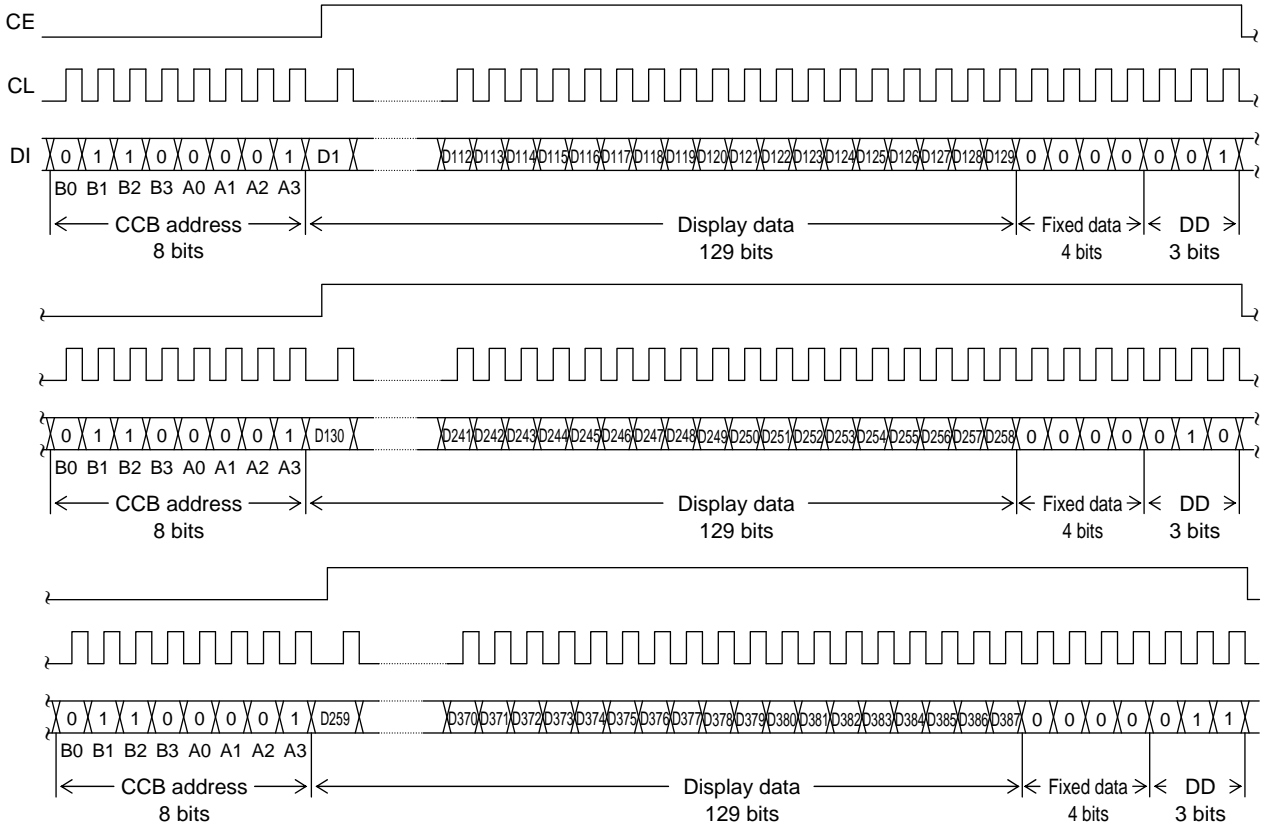 CE
CL
DI 0 1 1 0 0 0 0 1 D1 D112 D113 D114 D115 D116 D117 D118 D119 D120 D121 D122 D123 D124 D125 D126 D127 D128 D129 0 0 0 0 0 0 1
B0 B1 B2 B3 A0 A1 A2 A3
CCB address Display data Fixed data DD
8 bits 129 bits 4 bits 3 bits
0 1 1 0 0 0 0 1 D130 D241 D242 D243 D244 D245 D246 D247 D248 D249 D250 D251 D252 D253 D254 D255 D256 D257 D258 0 0 0 0 0 1 0
B0 B1 B2 B3 A0 A1 A2 A3
CCB address Display data Fixed data DD
8 bits 129 bits 4 bits 3 bits
0 1 1 0 0 0 0 1 D259 D370 D371 D372 D373 D374 D375 D376 D377 D378 D379 D380 D381 D382 D383 D384 D385 D386 D387 0 0 0 0 0 1 1
B0 B1 B2 B3 A0 A1 A2 A3
CCB address Display data Fixed data DD
8 bits 129 bits 4 bits 3 bits